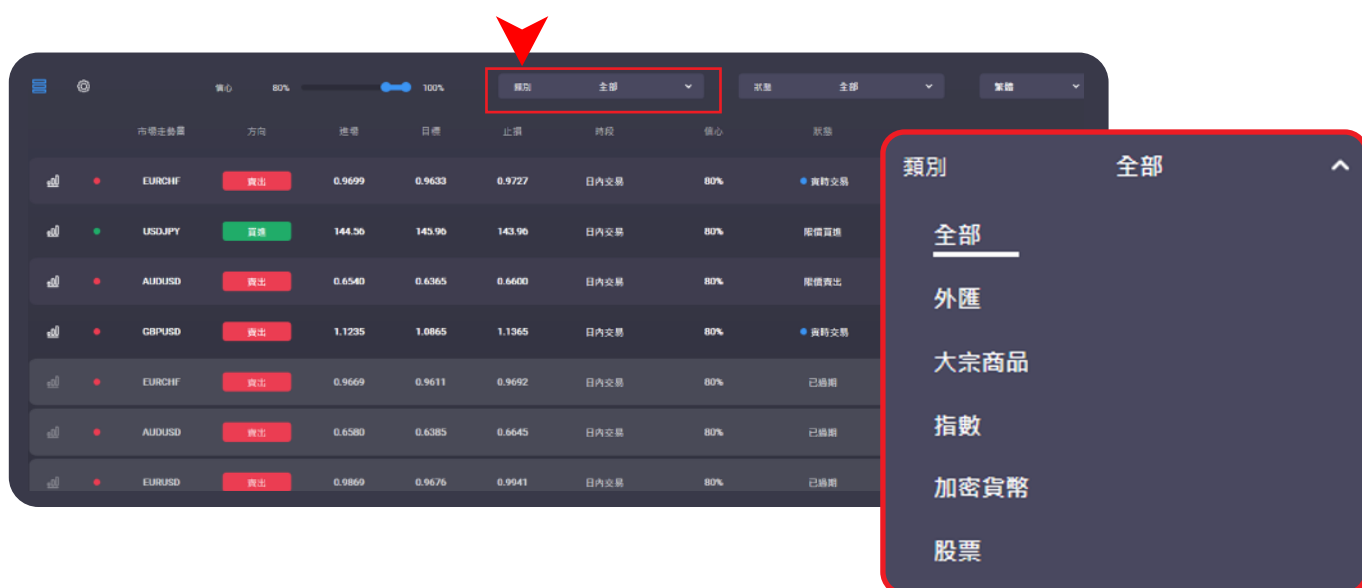 信心 80% 100% 類別 全部 狀態 全部 繁體
市場走勢圖 方向 進場 目標 止損 時段 信心 狀態
EURCHF 賣出 0.9699 0.9633 0.9727 日內交易 80% 實時交易
USDJPY 買進 144.56 145.96 143.96 日內交易 80% 限價買進
AUDUSD 賣出 0.6540 0.6365 0.6600 日內交易 80% 限價賣出
GBPUSD 賣出 1.1235 1.0865 1.1365 日內交易 80% 實時交易
EURCHF 賣出 0.9669 0.9611 0.9692 日內交易 80% 已過期
AUDUSD 賣出 0.6580 0.6385 0.6645 日內交易 80% 已過期
EURUSD 賣出 0.9869 0.9676 0.9941 日內交易 80% 已過期
類別 全部
全部
外匯
大宗商品
指數
加密貨幣
股票